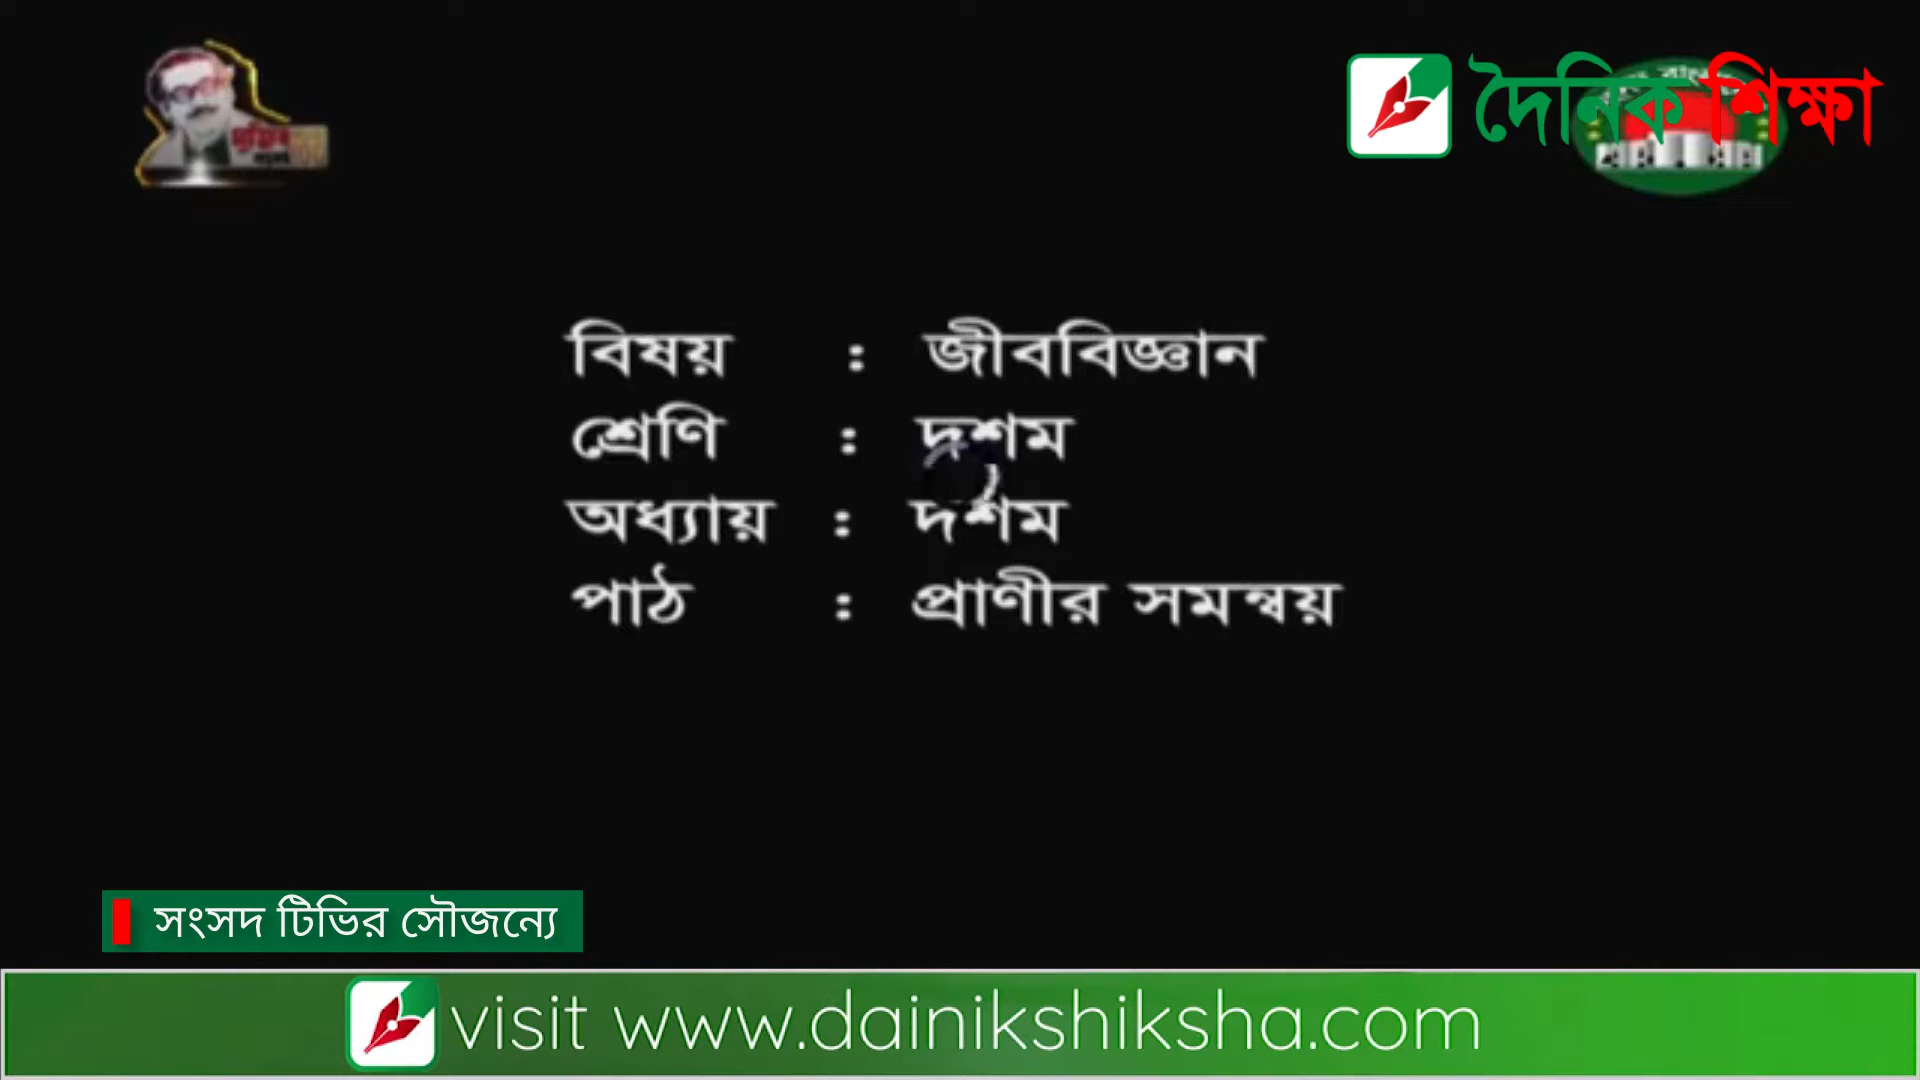 দৈনিক শিক্ষা
বিষয় : জীববিজ্ঞান
শ্রেণি : দশম
অধ্যায় : দশম
পাঠ : প্রাণীর সমন্বয়
সংসদ টিভির সৌজন্যে
visit www.dainikshiksha.com